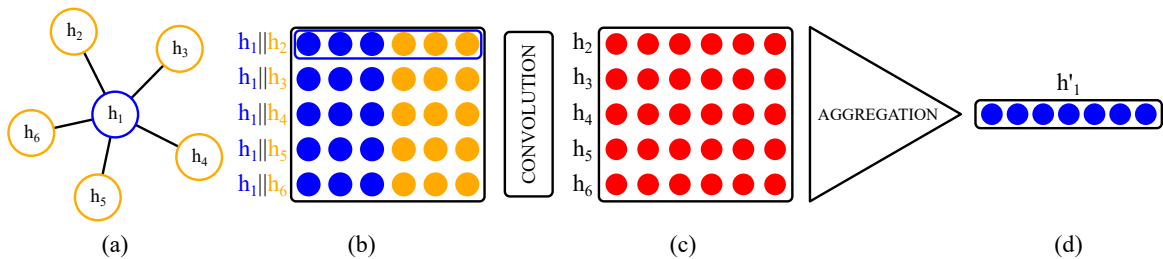 h₂
h₃
h₁
h₆
h₄
h₅
(a)
h₁||h₂
h₁||h₃
h₁||h₄
h₁||h₅
h₁||h₆
(b)
CONVOLUTION
h₂
h₃
h₄
h₅
h₆
(c)
AGGREGATION
h'₁
(d)